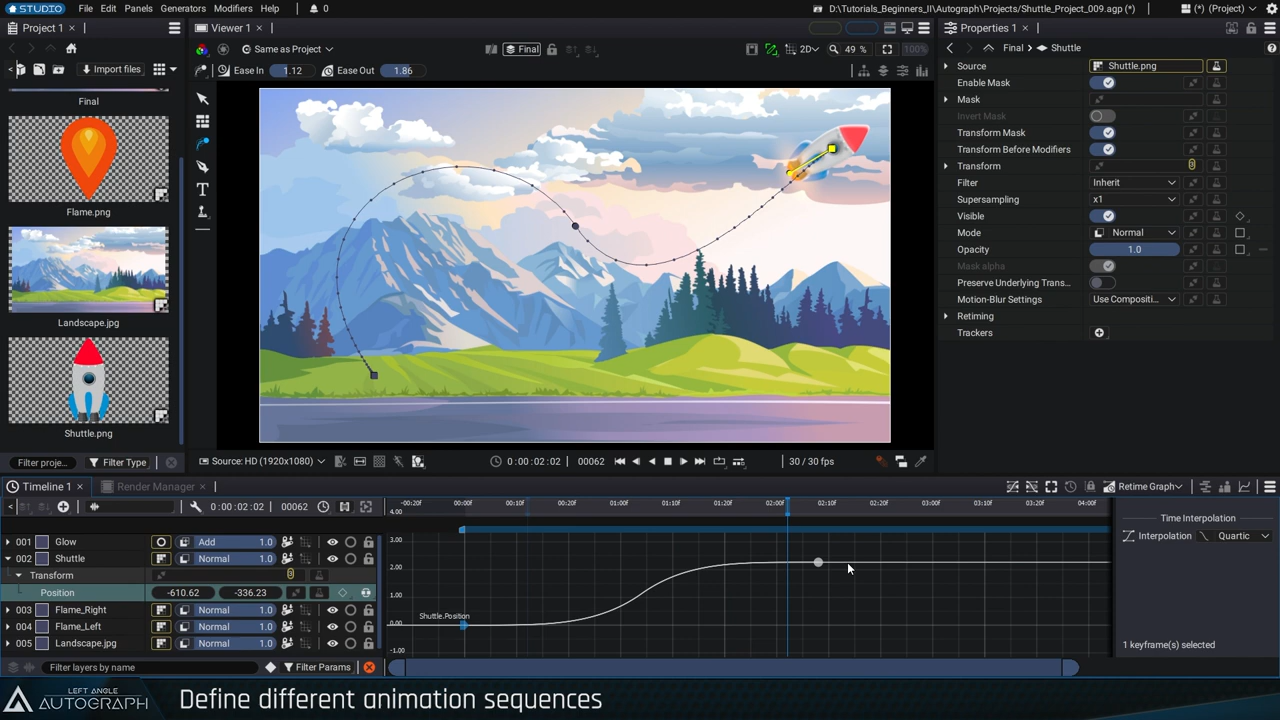 STUDIO File Edit Panels Generators Modifiers Help 0 D:\Tutorials_Beginners_II\Autograph\Projects\Shuttle_Project_009.agp (*) (*) (Project)
Project 1
Import files
Final
Flame.png
Landscape.jpg
Shuttle.png
Filter proje... Filter Type
Viewer 1
Same as Project Final 2D 49 % 100%
Ease In 1.12 Ease Out 1.86
T
Source: HD (1920x1080) 0:00:02:02 00062 30 / 30 fps
Properties 1
Final Shuttle
Source Shuttle.png
Enable Mask
Mask
Invert Mask
Transform Mask
Transform Before Modifiers
Transform
Filter Inherit
Supersampling x1
Visible
Mode Normal
Opacity 1.0
Mask alpha
Preserve Underlying Trans...
Motion-Blur Settings Use Compositi...
Retiming
Trackers
Timeline 1 Render Manager Retime Graph
0:00:02:02 00062
-00:20f -00:10f 00:00f 00:10f 00:20f 01:00f 01:10f 01:20f 02:00f 02:10f 02:20f 03:00f 03:10f 03:20f 04:00f
4.00
3.00
2.00
1.00
0.00
-1.00
Shuttle.Position
001 Glow Add 1.0
002 Shuttle Normal 1.0
Transform
Position -610.62 -336.23
003 Flame_Right Normal 1.0
004 Flame_Left Normal 1.0
005 Landscape.jpg Normal 1.0
Filter layers by name Filter Params
Time Interpolation
Interpolation Quartic
1 keyframe(s) selected
LEFT ANGLE
AUTOGRAPH
Define different animation sequences